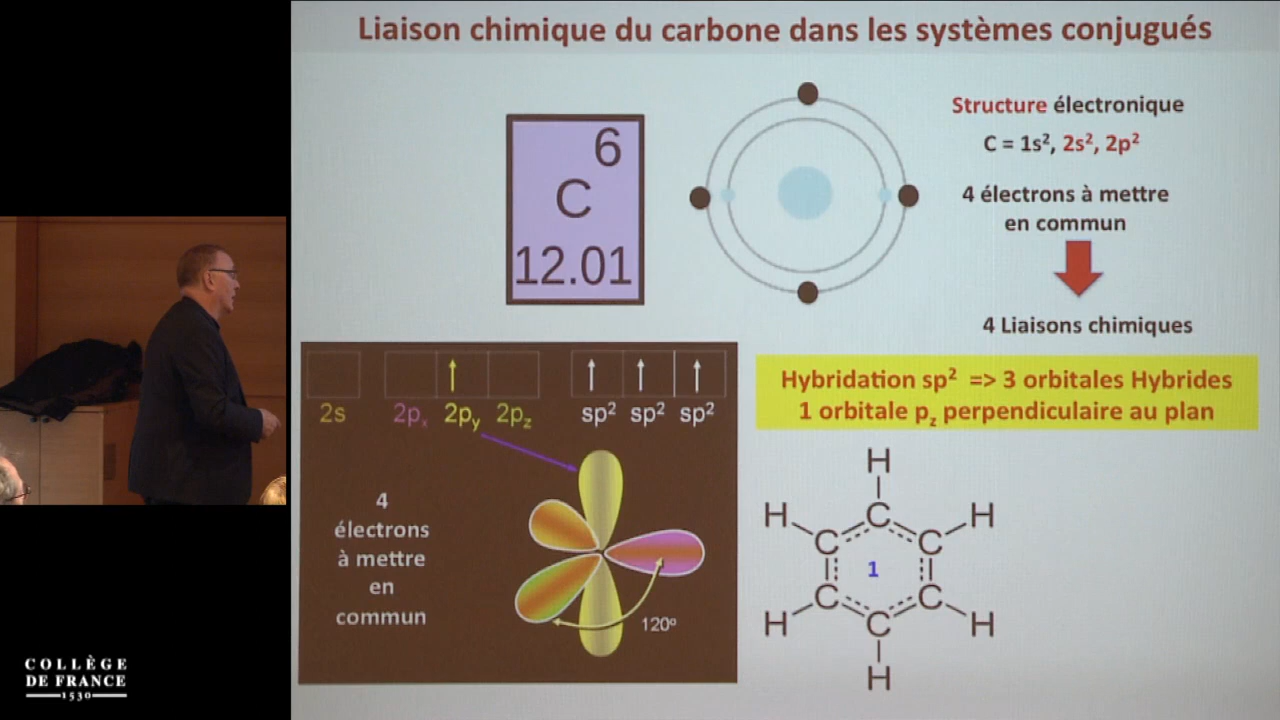 Liaison chimique du carbone dans les systèmes conjugués
6
C
12.01
Structure électronique
C = 1s², 2s², 2p²
4 électrons à mettre
en commun
4 Liaisons chimiques
2s 2pₓ 2pᵧ 2p_z sp² sp² sp²
4
électrons
à mettre
en
commun
120º
Hybridation sp² => 3 orbitales Hybrides
1 orbitale p_z perpendiculaire au plan
H
H C H
C C
1
C C
H C H
H
COLLÈGE
DE FRANCE
1530